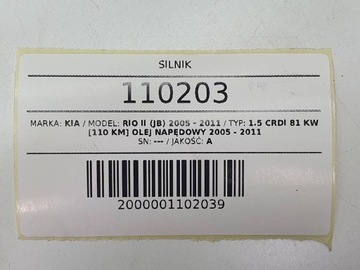 SILNIK
110203
MARKA: KIA / MODEL: RIO II (JB) 2005 - 2011 / TYP: 1.5 CRDI 81 KW
[110 KM] OLEJ NAPĘDOWY 2005 - 2011
SN: --- / JAKOŚĆ: A
2000001102039